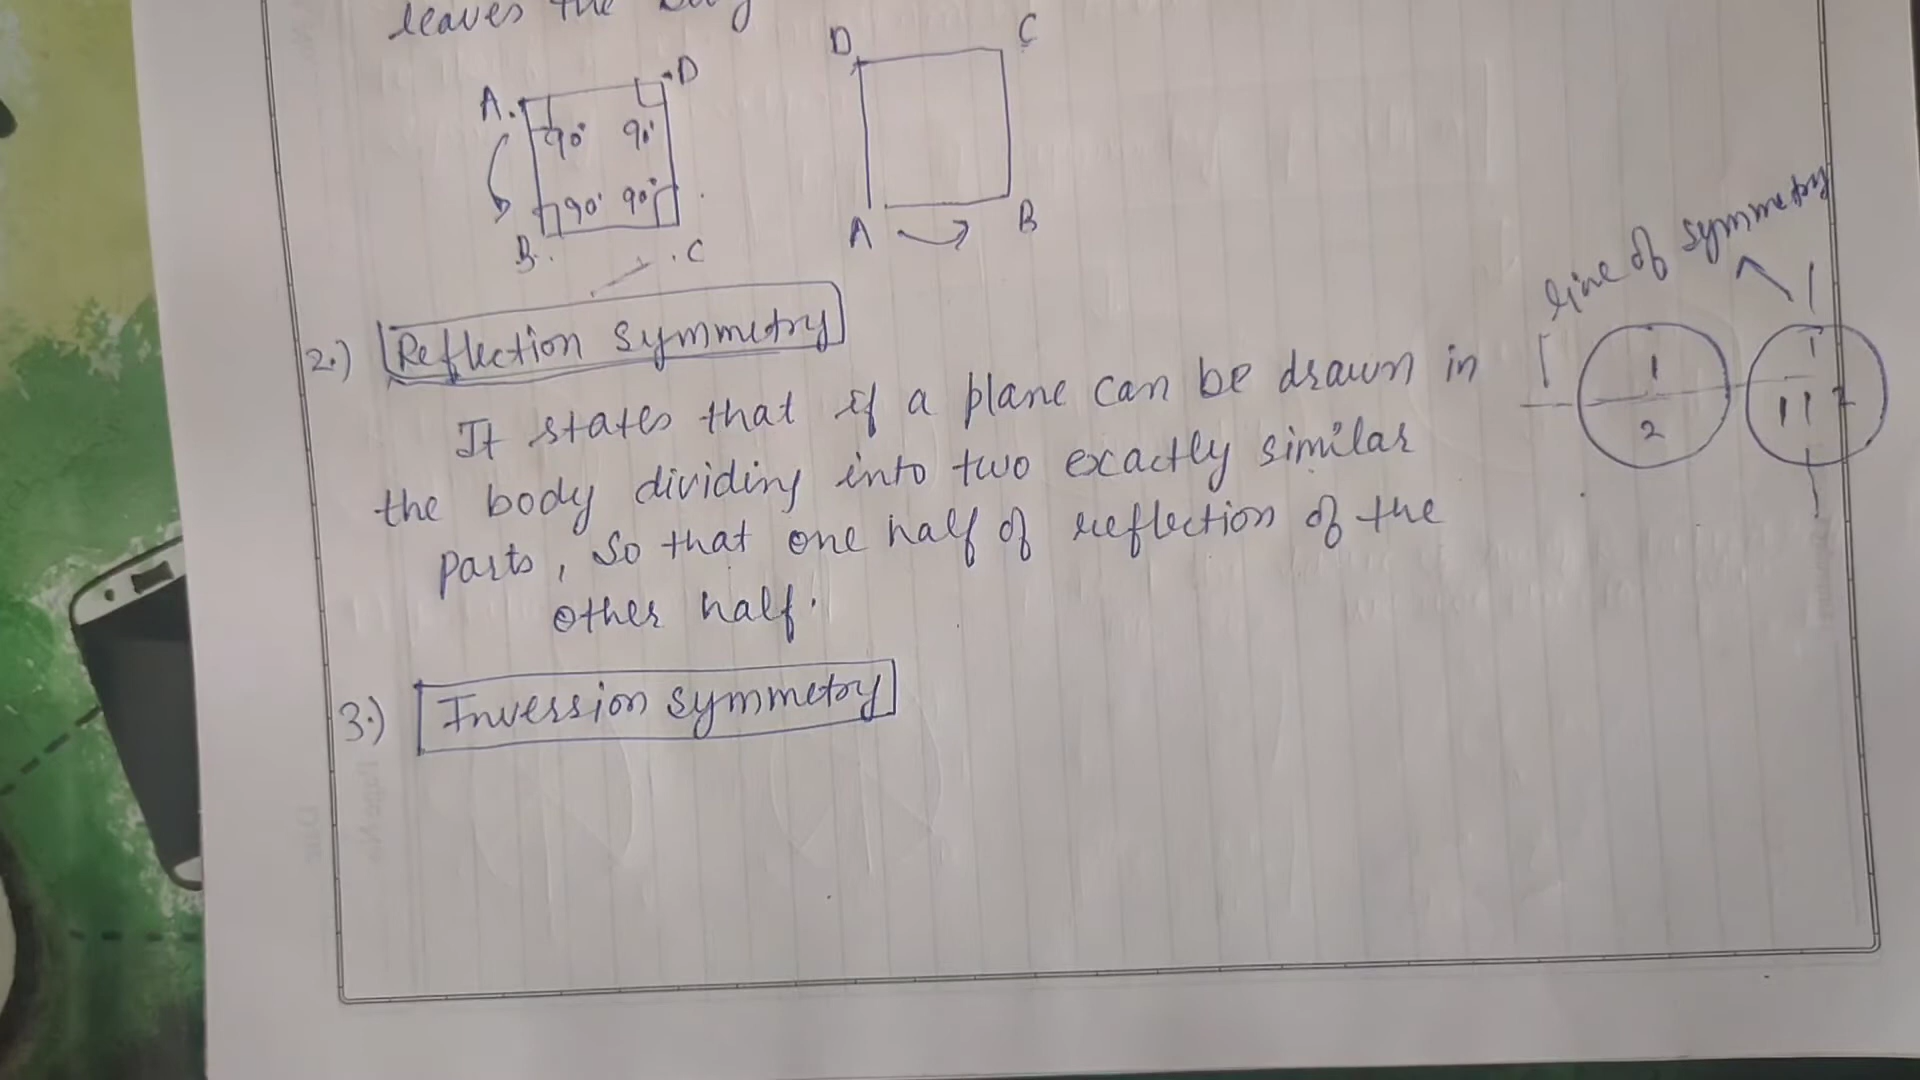 leaves the
A. D
90° 90°
90° 90°
B. .C
D C
A B
line of symmetry
2.) Reflection symmetry
It states that if a plane can be drawn in
the body dividing into two exactly similar
parts, so that one half of reflection of the
other half.
1
2
1
2
3.) Inversion symmetry